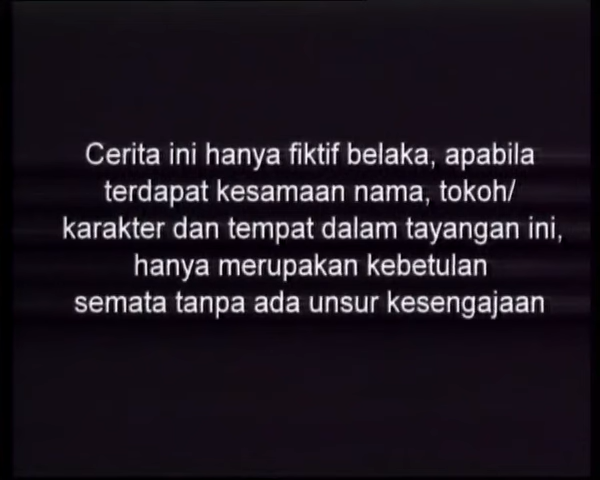 Cerita ini hanya fiktif belaka, apabila
terdapat kesamaan nama, tokoh/
karakter dan tempat dalam tayangan ini,
hanya merupakan kebetulan
semata tanpa ada unsur kesengajaan